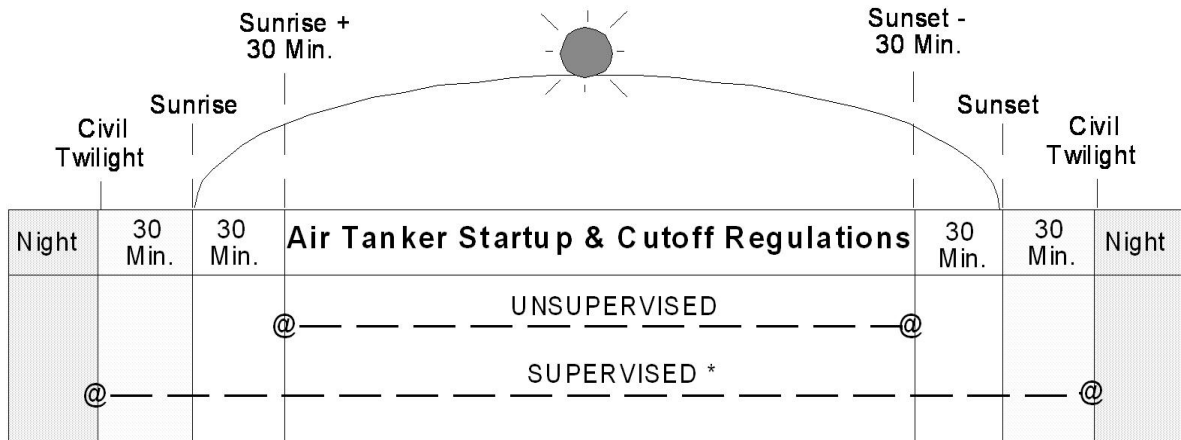 Sunrise +
30 Min.
Sunset -
30 Min.
Sunrise
Sunset
Civil
Twilight
Civil
Twilight
Night
30
Min.
30
Min.
Air Tanker Startup & Cutoff Regulations
30
Min.
30
Min.
Night
UNSUPERVISED
@ @
SUPERVISED *
@ @